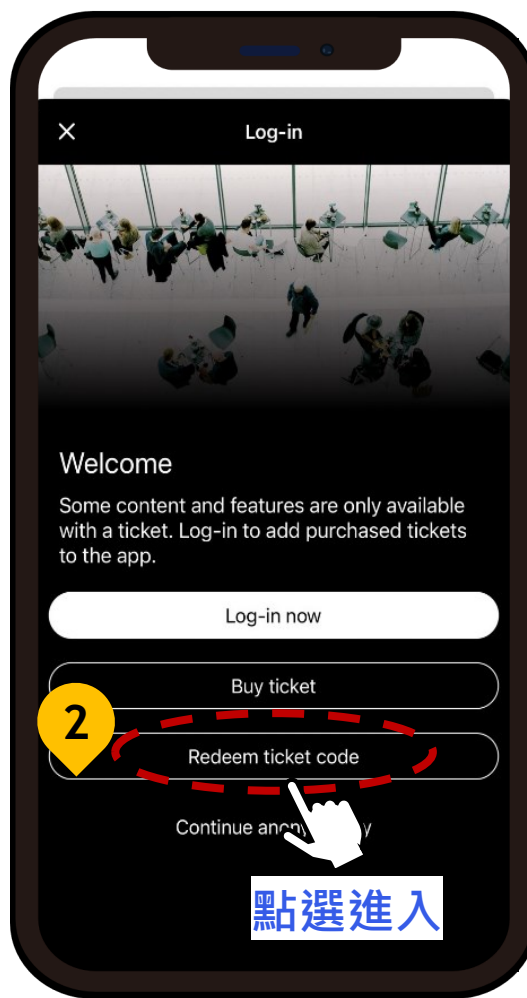 Log-in
Welcome
Some content and features are only available
with a ticket. Log-in to add purchased tickets
to the app.
Log-in now
Buy ticket
2
Redeem ticket code
Continue
點選進入